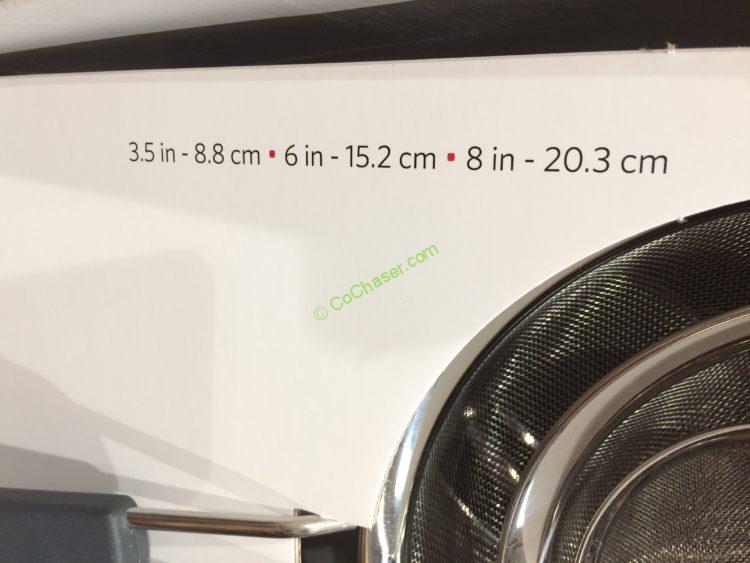 3.5 in - 8.8 cm • 6 in - 15.2 cm • 8 in - 20.3 cm
© CoChaser.com